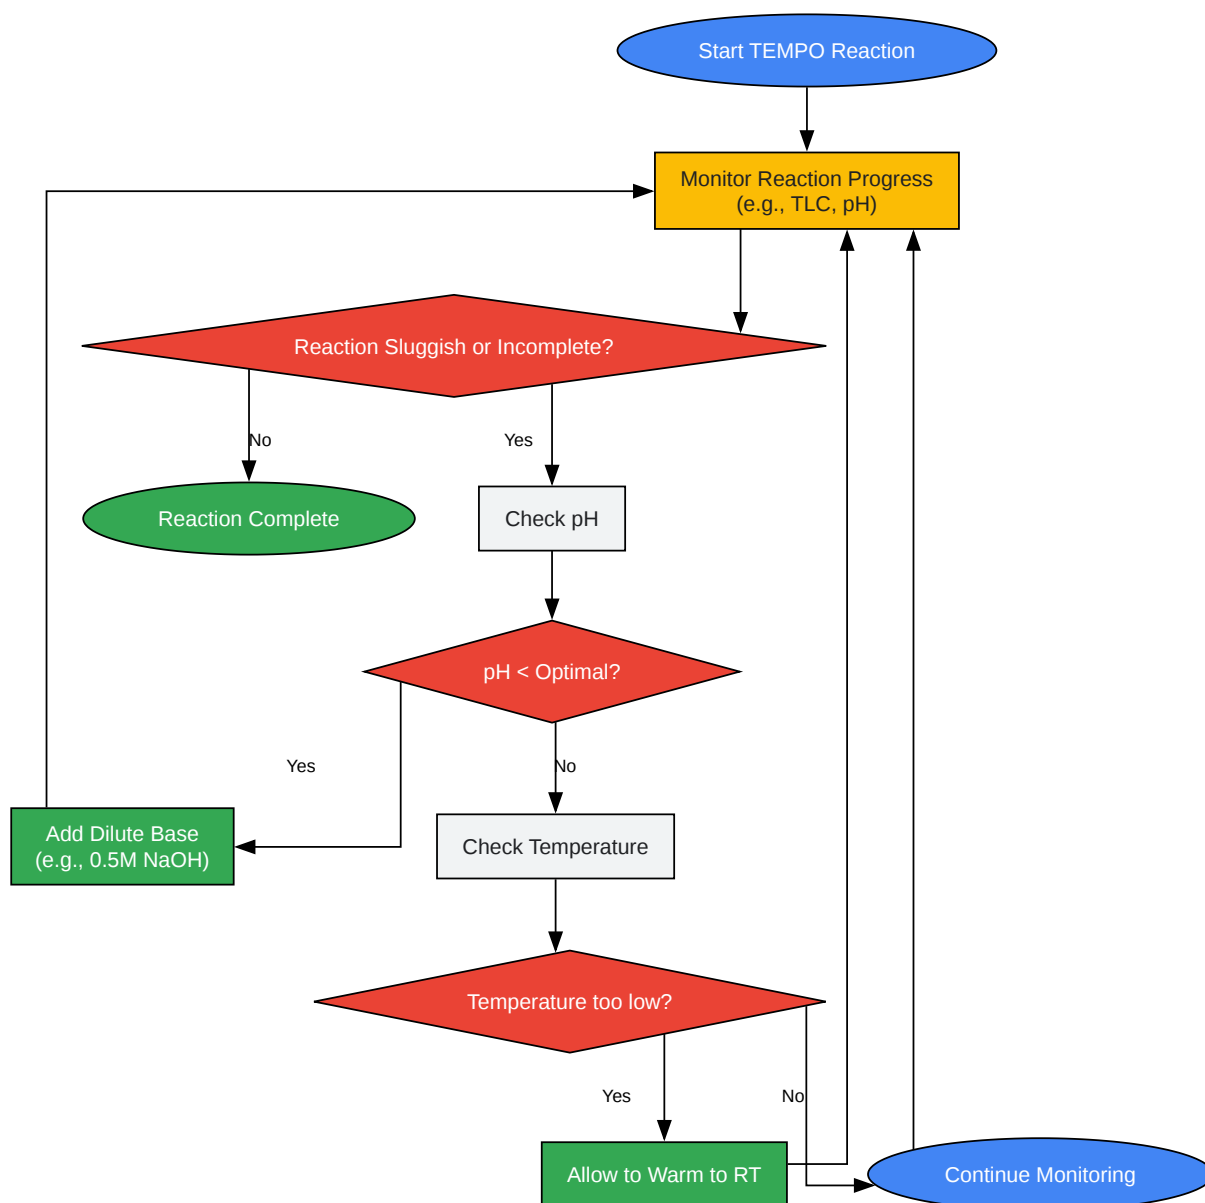 Start TEMPO Reaction
Monitor Reaction Progress
(e.g., TLC, pH)
Reaction Sluggish or Incomplete?
No
Yes
Reaction Complete
Check pH
pH < Optimal?
Yes
No
Add Dilute Base
(e.g., 0.5M NaOH)
Check Temperature
Temperature too low?
Yes
No
Allow to Warm to RT
Continue Monitoring